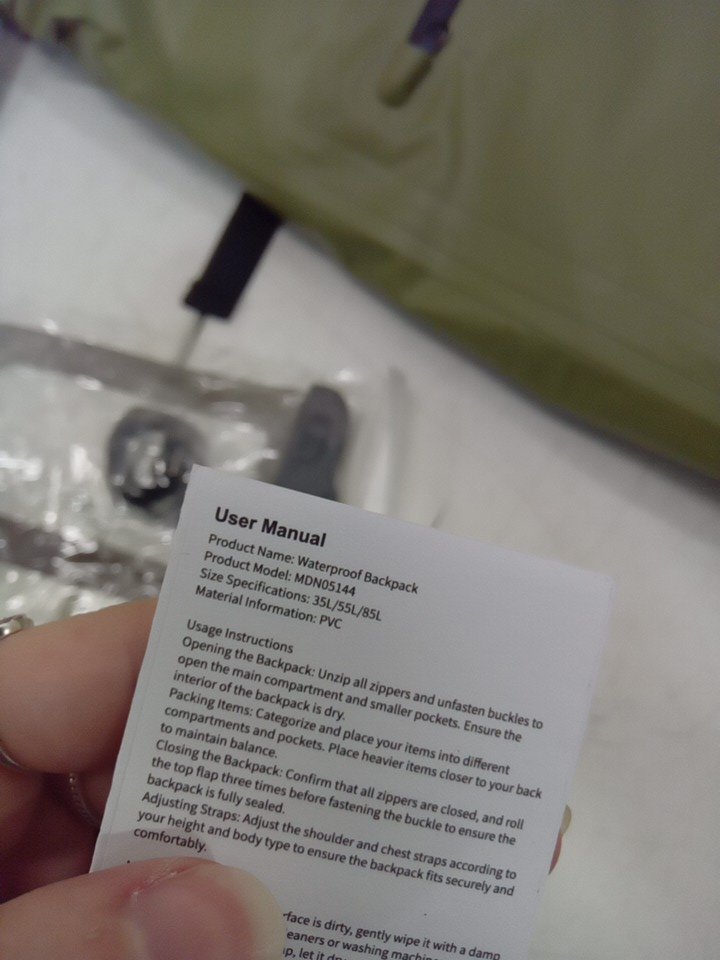 User Manual
Product Name: Waterproof Backpack
Product Model: MDN05144
Size Specifications: 35L/55L/85L
Material Information: PVC
Usage Instructions
Opening the Backpack: Unzip all zippers and unfasten buckles to
open the main compartment and smaller pockets. Ensure the
interior of the backpack is dry.
Packing Items: Categorize and place your items into different
compartments and pockets. Place heavier items closer to your back
to maintain balance.
Closing the Backpack: Confirm that all zippers are closed, and roll
the top flap three times before fastening the buckle to ensure the
backpack is fully sealed.
Adjusting Straps: Adjust the shoulder and chest straps according to
your height and body type to ensure the backpack fits securely and
comfortably.
is dirty, gently wipe it with a damp
or washing
let it